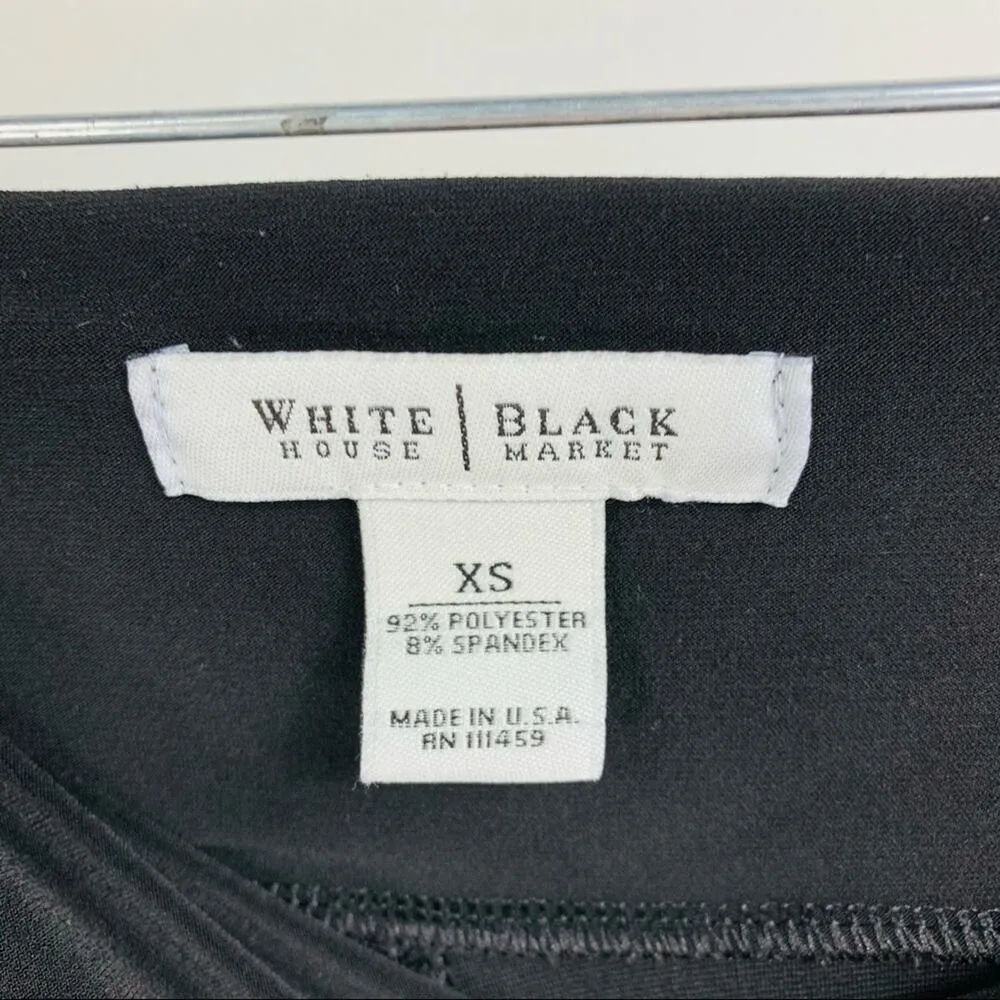 WHITE | BLACK
HOUSE | MARKET
XS
92% POLYESTER
8% SPANDEX
MADE IN U.S.A.
RN 111459